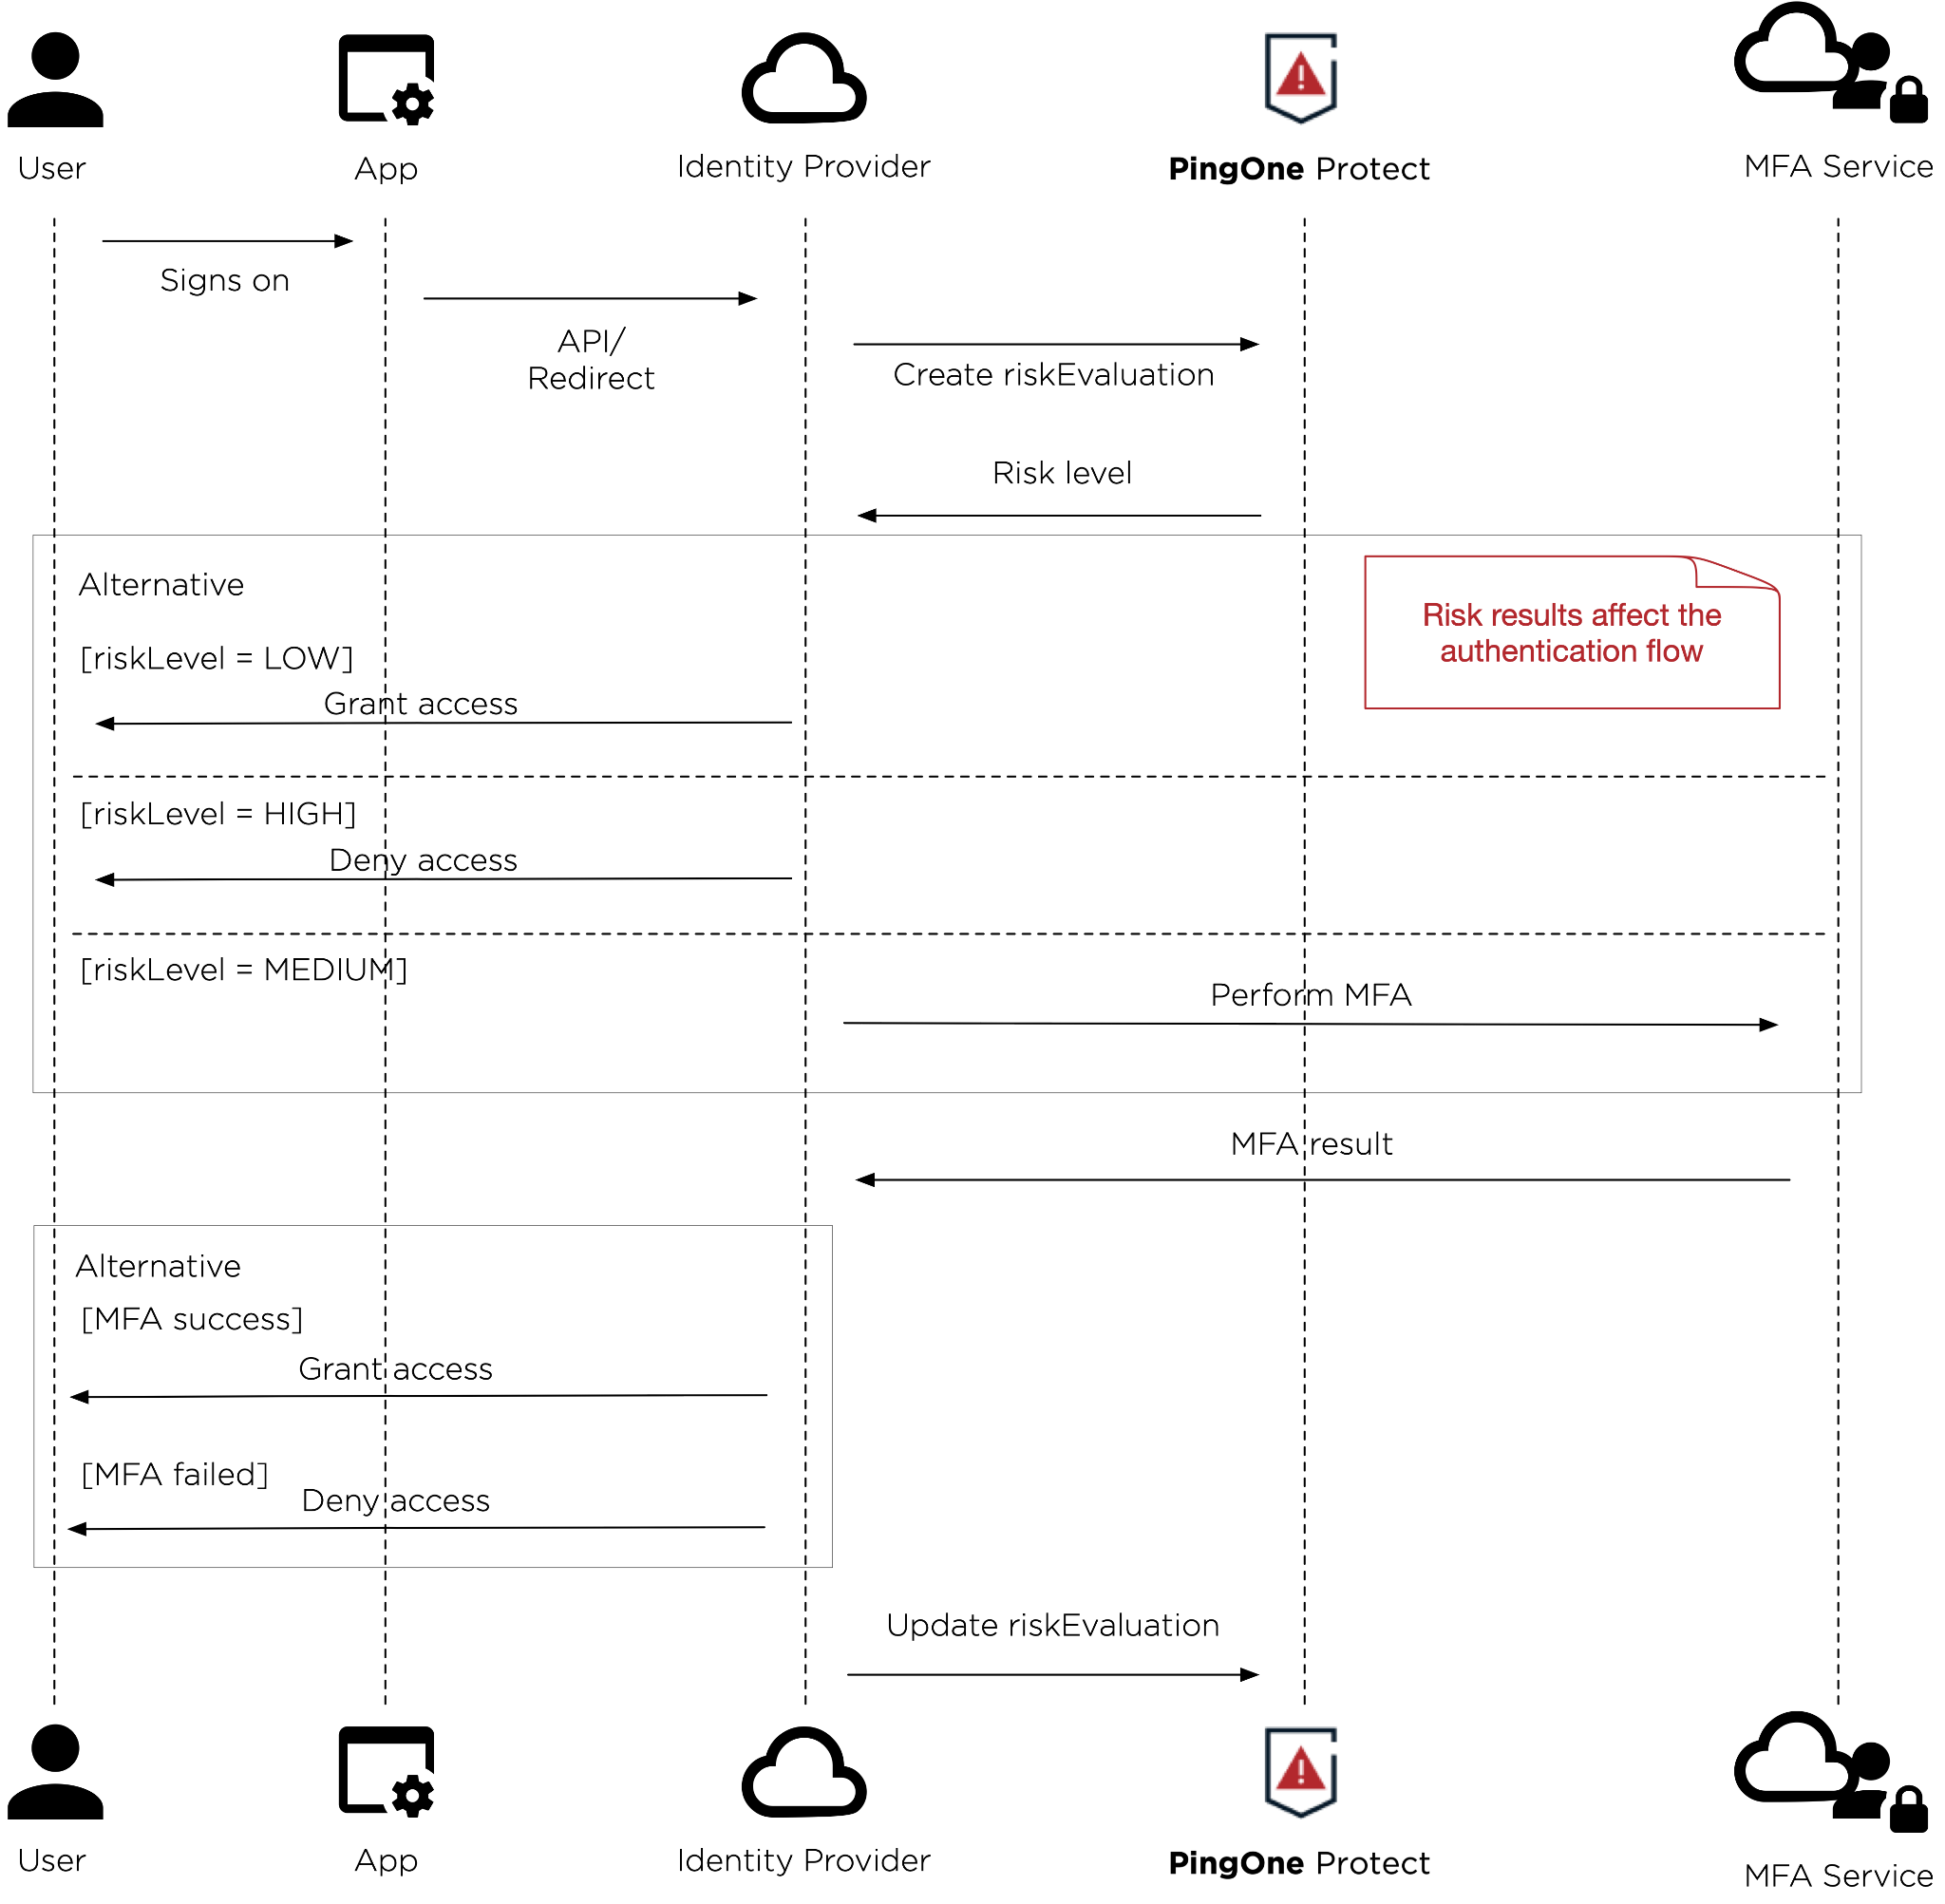 User
App
Identity Provider
PingOne Protect
MFA Service
Signs on
API/
Redirect
Create riskEvaluation
Risk level
Alternative
Risk results affect the
authentication flow
[riskLevel = LOW]
Grant access
[riskLevel = HIGH]
Deny access
[riskLevel = MEDIUM]
Perform MFA
MFA result
Alternative
[MFA success]
Grant access
[MFA failed]
Deny access
Update riskEvaluation
User
App
Identity Provider
PingOne Protect
MFA Service